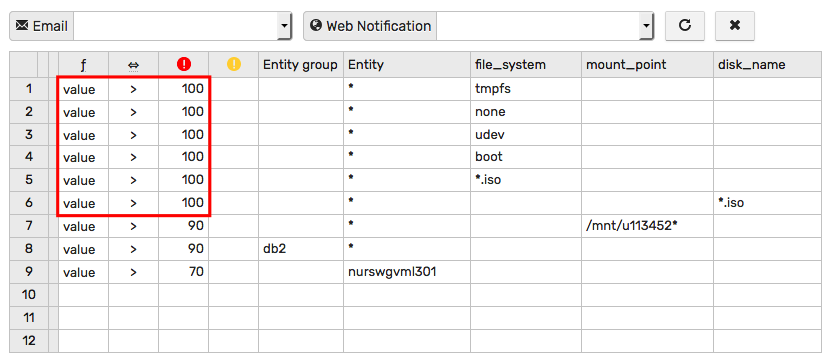 Email Web Notification
ƒ ⇔ Entity group Entity file_system mount_point disk_name
1 value > 100 * tmpfs
2 value > 100 * none
3 value > 100 * udev
4 value > 100 * boot
5 value > 100 * *.iso
6 value > 100 * *.iso
7 value > 90 * /mnt/u113452*
8 value > 90 db2 *
9 value > 70 nurswgvml301
10
11
12